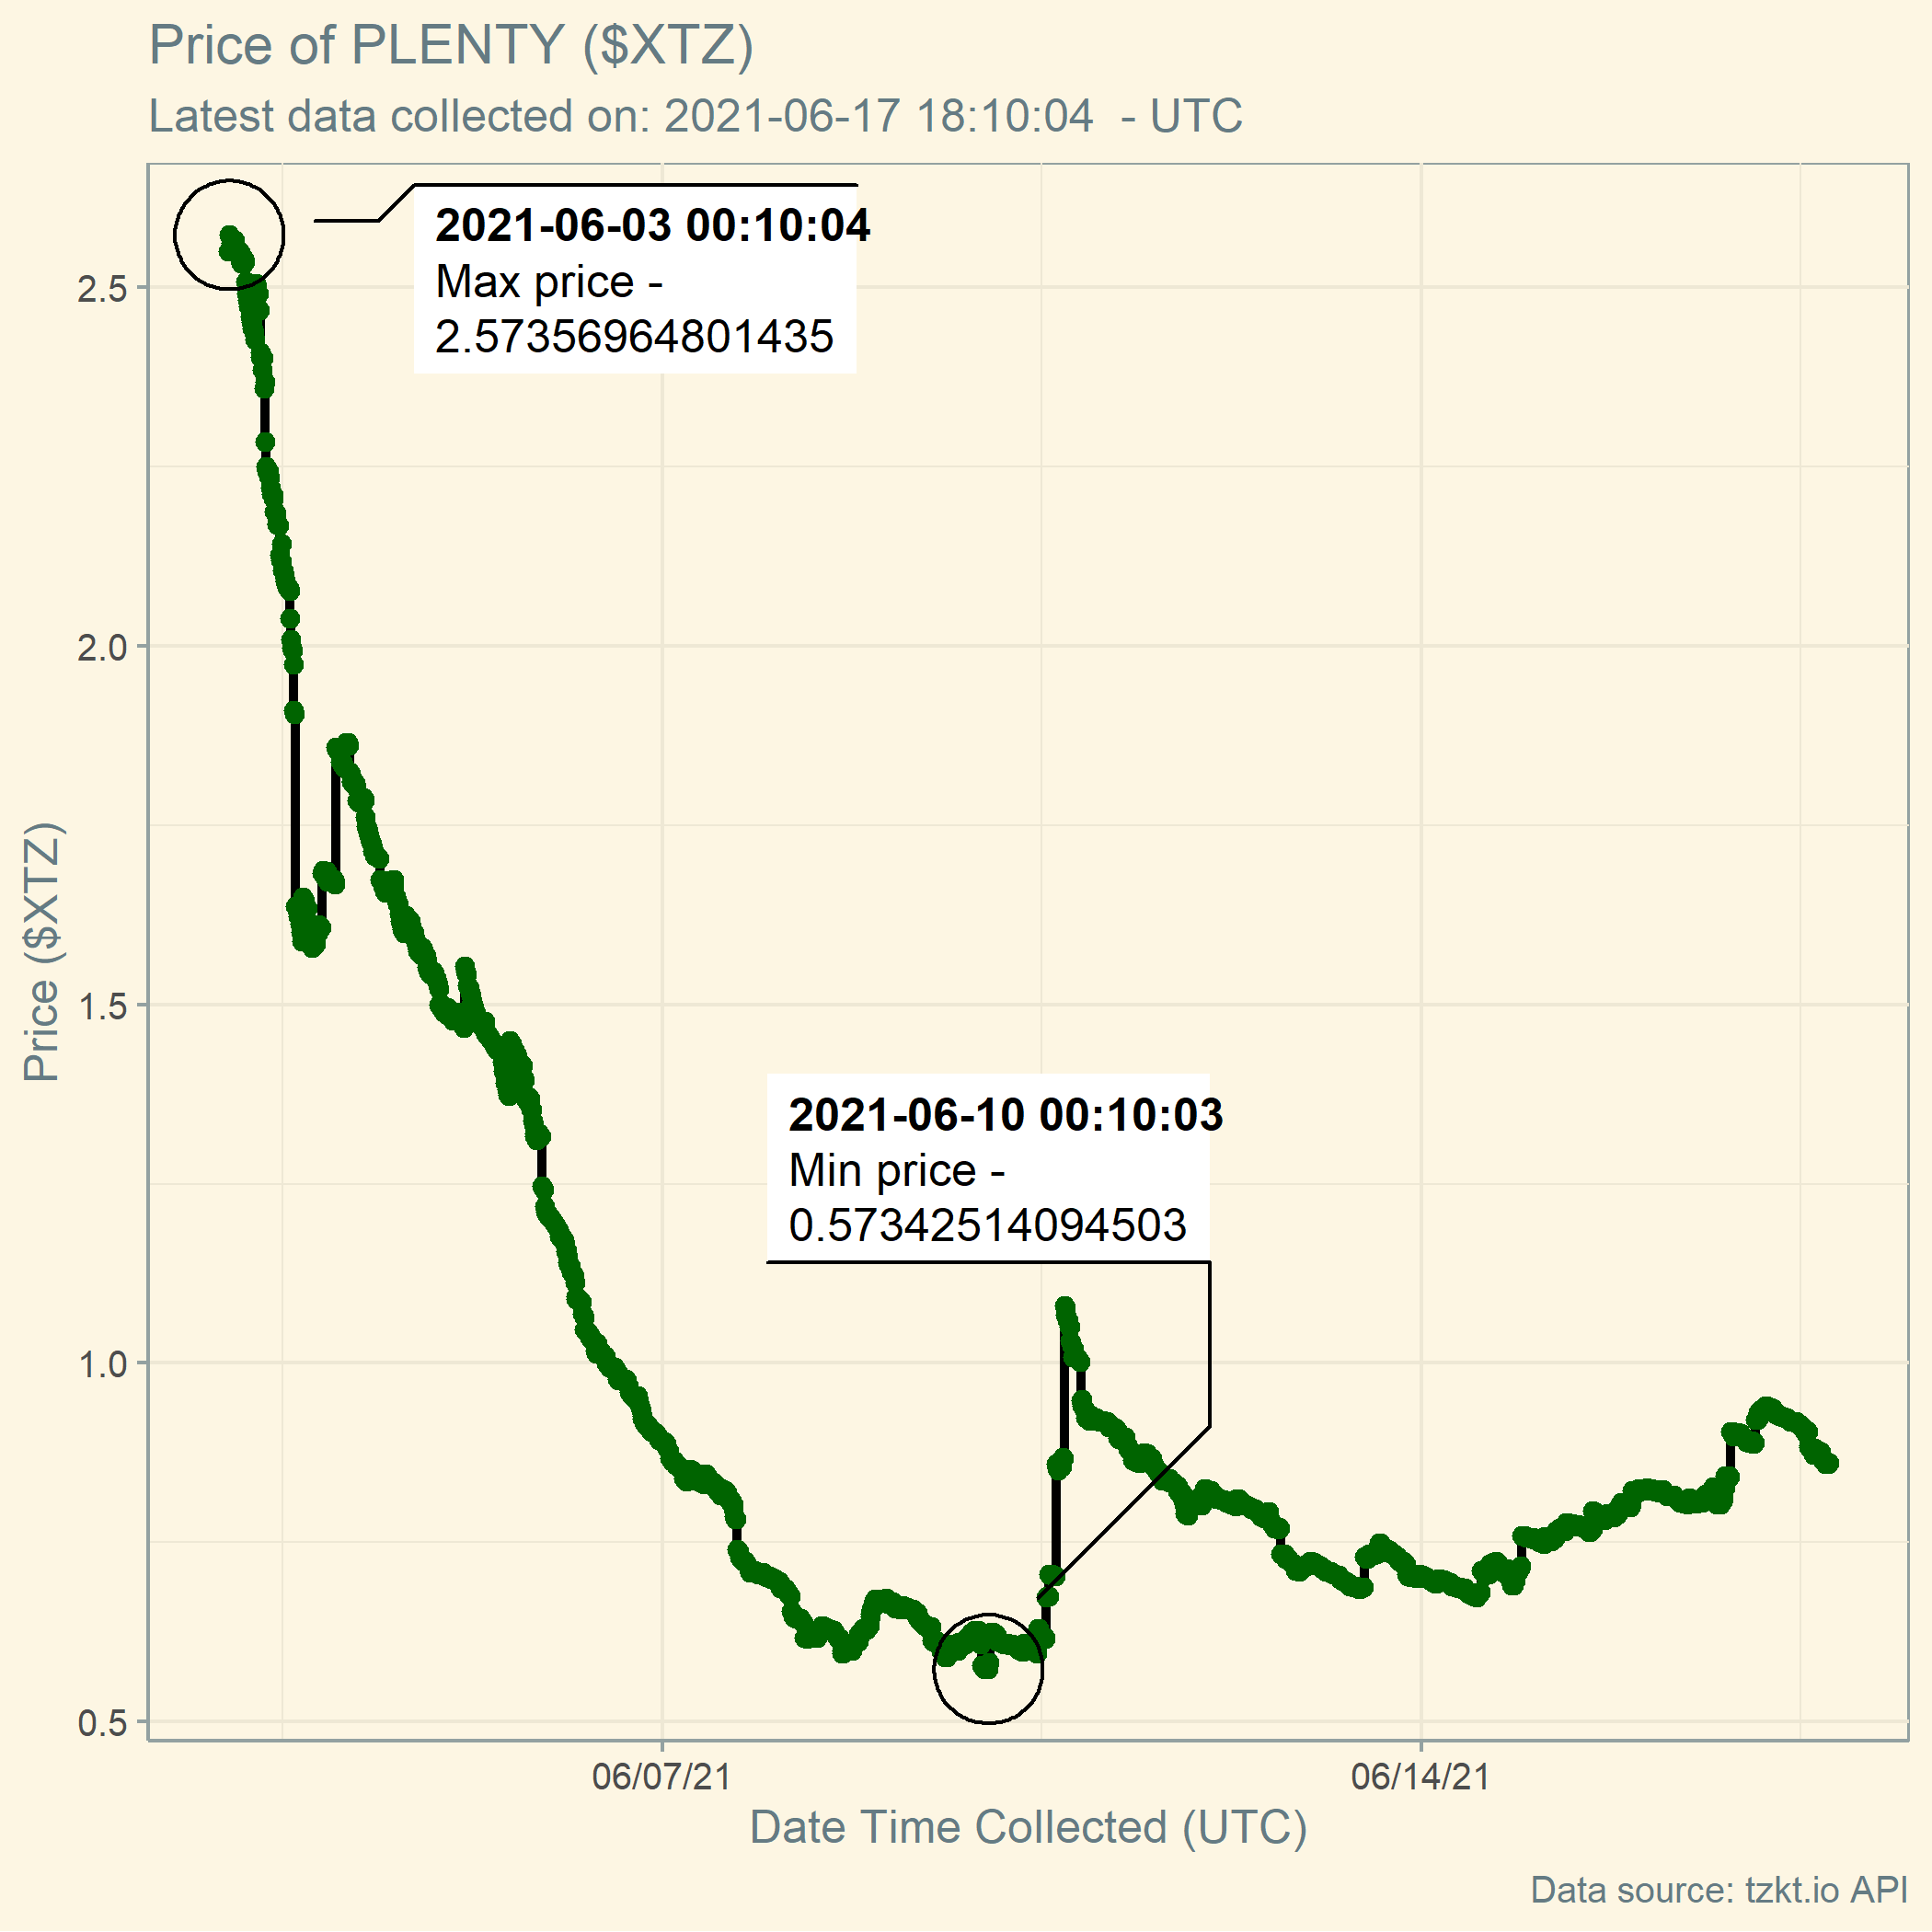 Price of PLENTY ($XTZ)
Latest data collected on: 2021-06-17 18:10:04  - UTC
2021-06-03 00:10:04
Max price -
2.57356964801435
2.5
2.0
1.5
1.0
0.5
Price ($XTZ)
2021-06-10 00:10:03
Min price -
0.57342514094503
06/07/21
06/14/21
Date Time Collected (UTC)
Data source: tzkt.io API